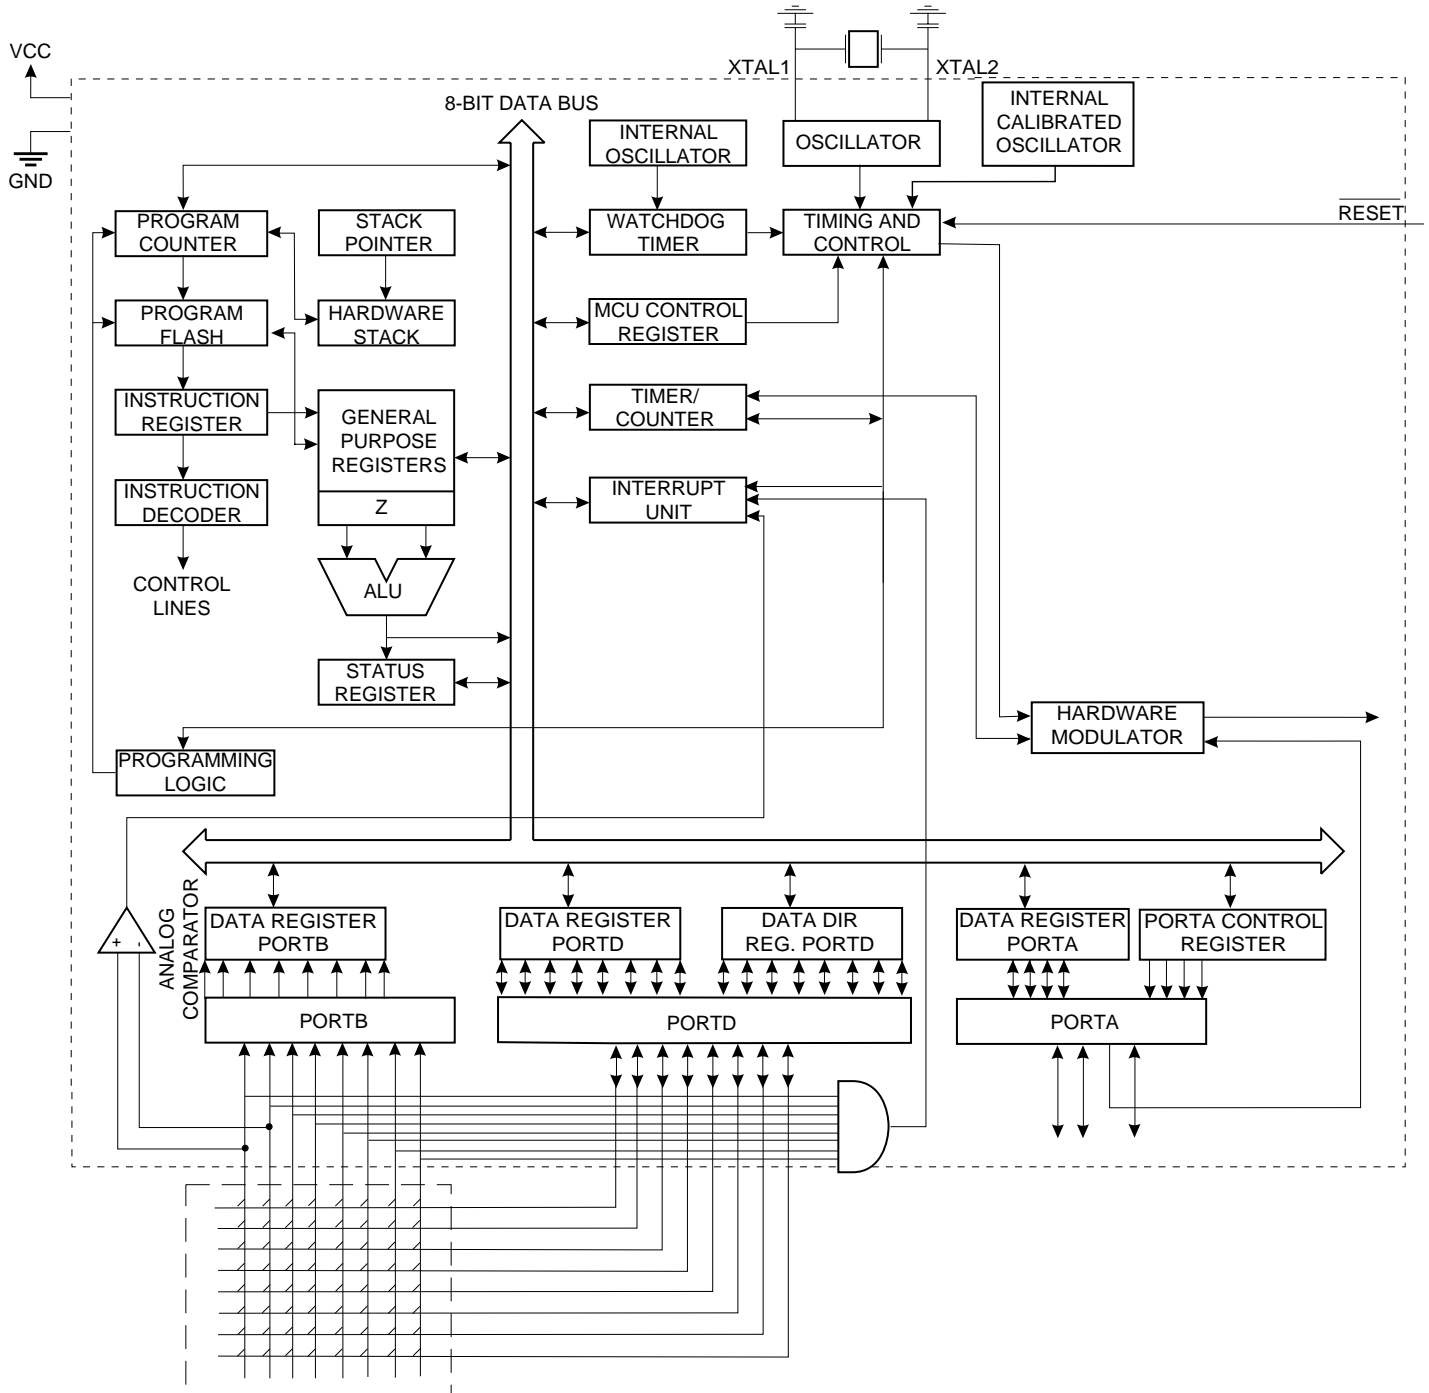 VCC
GND
XTAL1
XTAL2
8-BIT DATA BUS
INTERNAL
OSCILLATOR
OSCILLATOR
INTERNAL
CALIBRATED
OSCILLATOR
PROGRAM
COUNTER
STACK
POINTER
WATCHDOG
TIMER
TIMING AND
CONTROL
RESET
PROGRAM
FLASH
HARDWARE
STACK
MCU CONTROL
REGISTER
INSTRUCTION
REGISTER
GENERAL
PURPOSE
REGISTERS
TIMER/
COUNTER
INSTRUCTION
DECODER
Z
INTERRUPT
UNIT
CONTROL
LINES
ALU
STATUS
REGISTER
HARDWARE
MODULATOR
PROGRAMMING
LOGIC
+ -
ANALOG
COMPARATOR
DATA REGISTER
PORTB
DATA REGISTER
PORTD
DATA DIR
REG. PORTD
DATA REGISTER
PORTA
PORTA CONTROL
REGISTER
PORTB
PORTD
PORTA